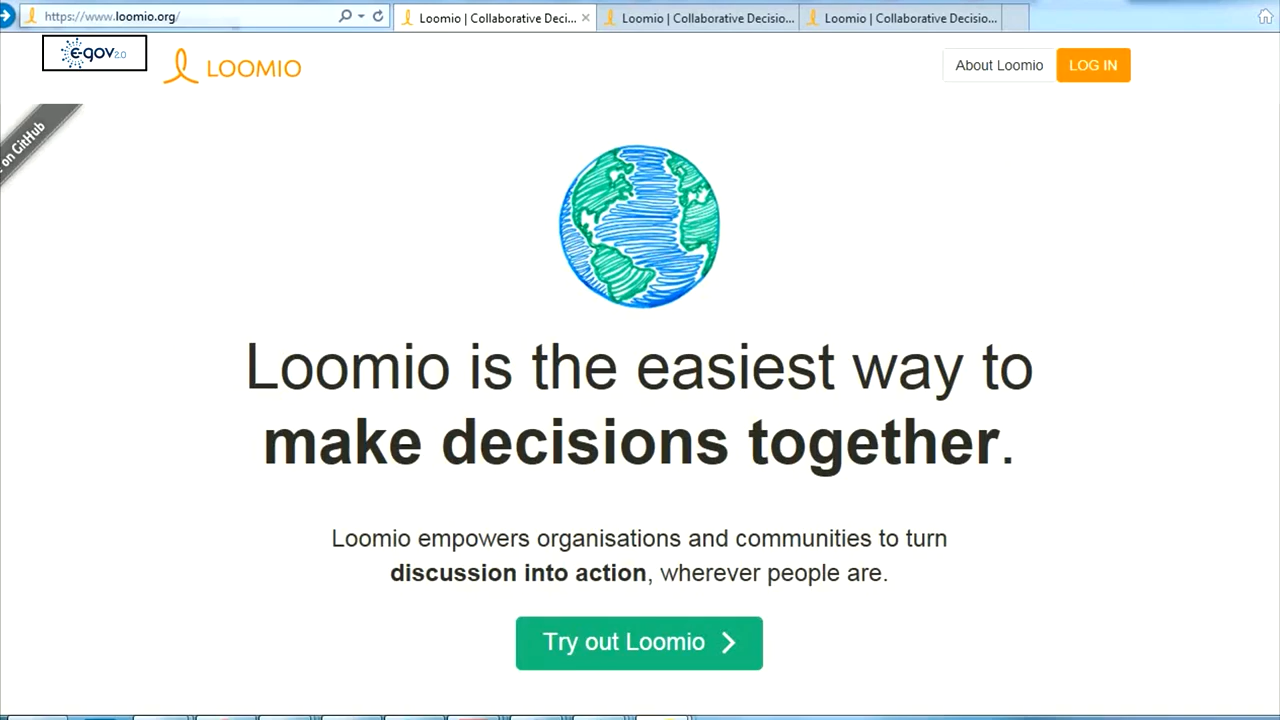 https://www.loomio.org/
Loomio | Collaborative Deci...
Loomio | Collaborative Decisio...
Loomio | Collaborative Decisio...
e-gov 2.0
LOOMIO
About Loomio
LOG IN
on GitHub
Loomio is the easiest way to
make decisions together.
Loomio empowers organisations and communities to turn
discussion into action, wherever people are.
Try out Loomio